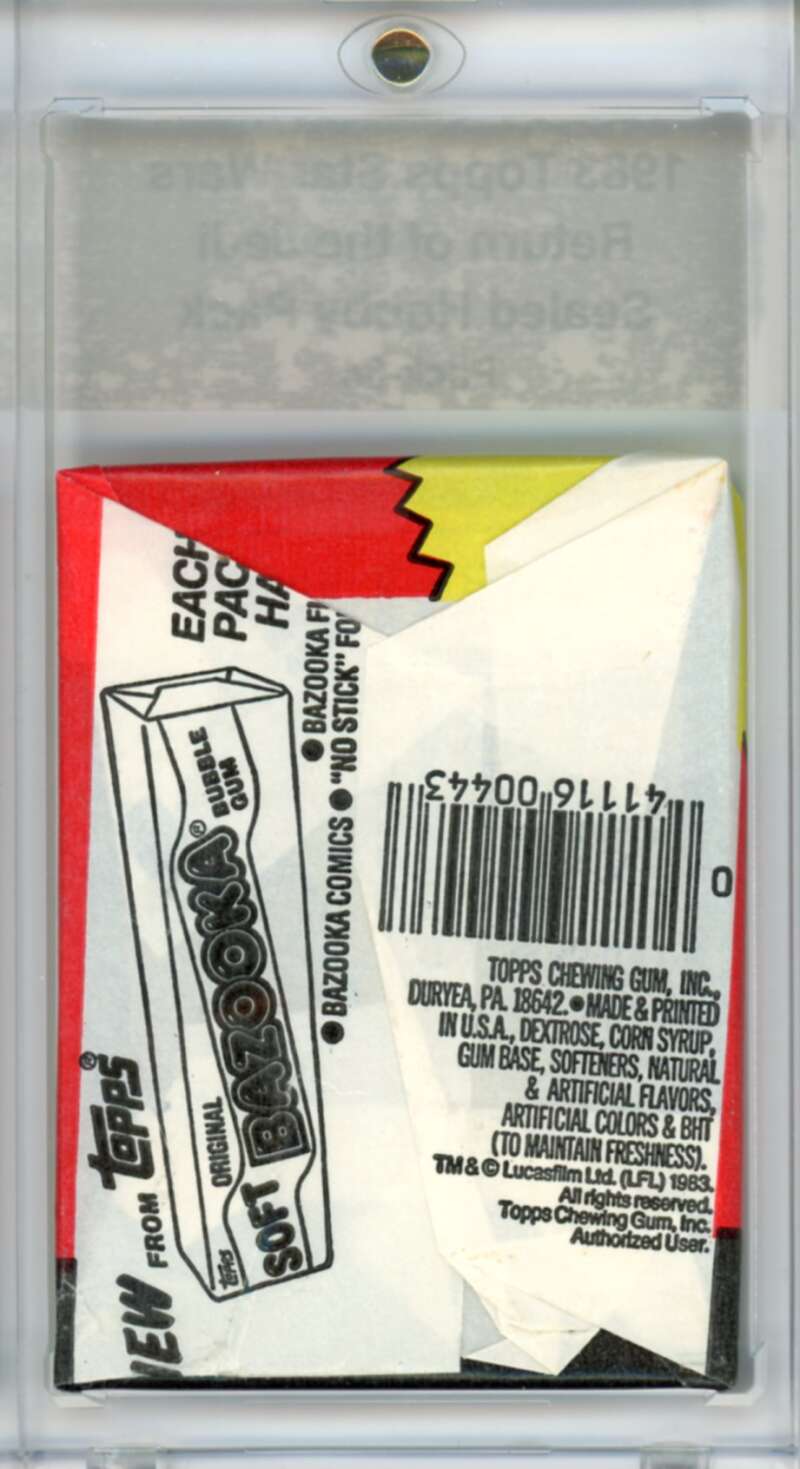 1983 Topps Star Wars
Return of the Jedi
Sealed Hobby Pack
EACH
PAC
HA
BAZOOKA FI
● BAZOOKA COMICS ● "NO STICK" FO
BUBBLE
GUM
BAZOOKA®
ORIGINAL
SOFT
Topps
EW
FROM Topps®
41116 00443
0
TOPPS CHEWING GUM, INC.,
DURYEA, PA. 18642. ● MADE & PRINTED
IN U.S.A., DEXTROSE, CORN SYRUP,
GUM BASE, SOFTENERS, NATURAL
& ARTIFICIAL FLAVORS,
ARTIFICIAL COLORS & BHT
(TO MAINTAIN FRESHNESS).
TM & © Lucasfilm Ltd. (LFL) 1983.
All rights reserved.
Topps Chewing Gum, Inc.
Authorized User.